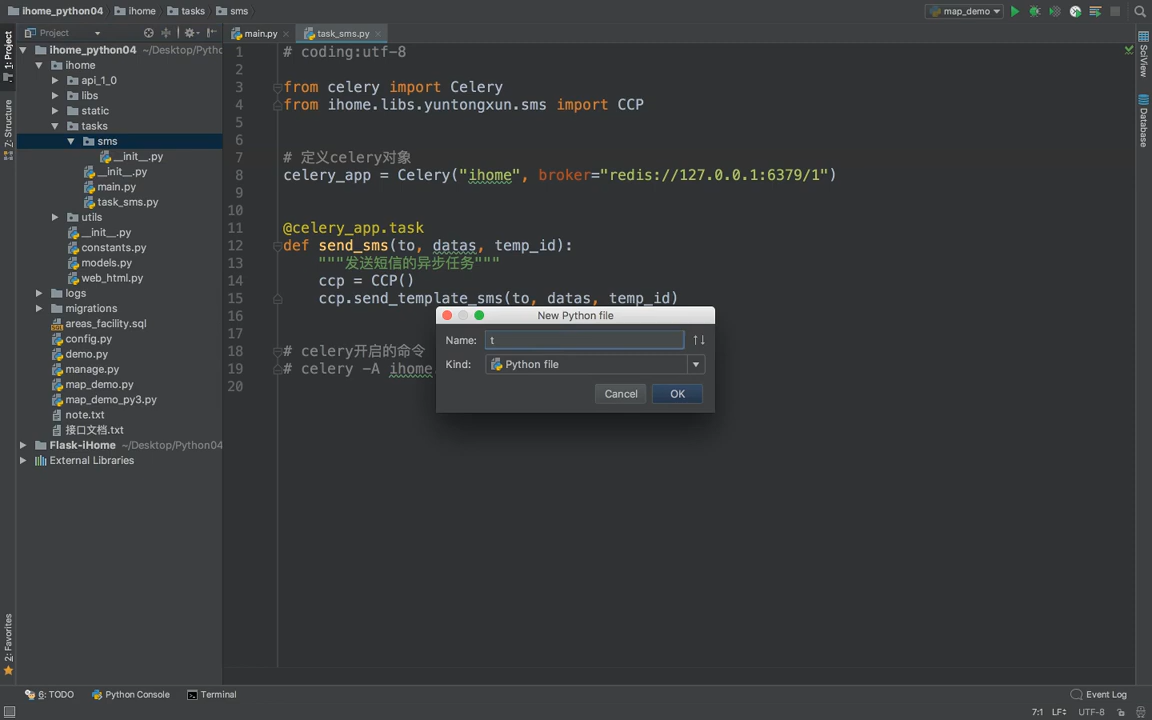 ihome_python04 ihome tasks sms map_demo
1: Project Project main.py task_sms.py
ihome_python04 ~/Desktop/Pytho
ihome
api_1_0
libs
static
tasks
sms
__init__.py
__init__.py
main.py
task_sms.py
utils
__init__.py
constants.py
models.py
web_html.py
logs
migrations
areas_facility.sql
config.py
demo.py
manage.py
map_demo.py
map_demo_py3.py
note.txt
接口文档.txt
Flask-iHome ~/Desktop/Python04
External Libraries
Z: Structure
2: Favorites
1 # coding:utf-8
2
3 from celery import Celery
4 from ihome.libs.yuntongxun.sms import CCP
5
6
7 # 定义celery对象
8 celery_app = Celery("ihome", broker="redis://127.0.0.1:6379/1")
9
10
11 @celery_app.task
12 def send_sms(to, datas, temp_id):
13 """发送短信的异步任务"""
14 ccp = CCP()
15 ccp.send_template_sms(to, datas, temp_id)
16
17
18 # celery开启的命令
19 # celery -A ihome
20
New Python file
Name: t
Kind: Python file
Cancel OK
SciView
Database
6: TODO Python Console Terminal Event Log
7:1 LF UTF-8